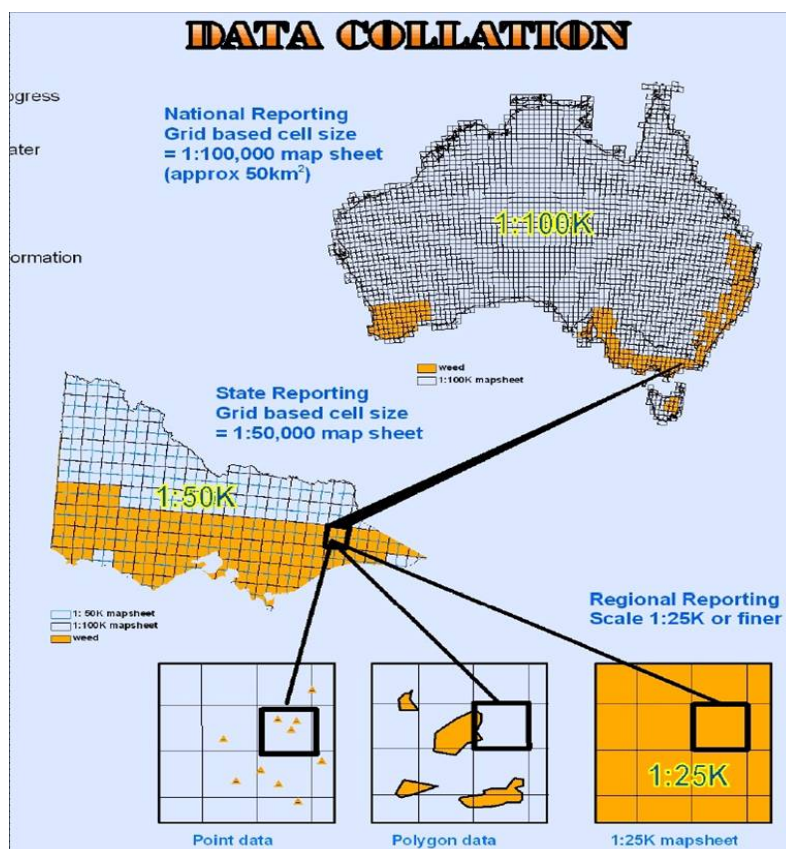 DATA COLLATION
ogress
ater
ormation
National Reporting
Grid based cell size
= 1:100,000 map sheet
(approx 50km²)
1:100K
weed
1:100K mapsheet
State Reporting
Grid based cell size
= 1:50,000 map sheet
1:50K
1: 50K mapsheet
1:100K mapsheet
weed
Regional Reporting
Scale 1:25K or finer
1:25K
Point data
Polygon data
1:25K mapsheet